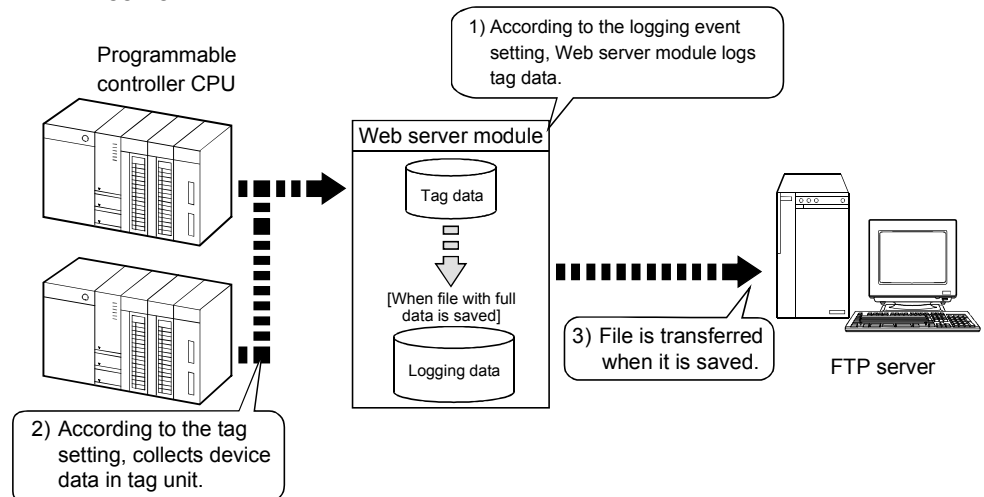 1) According to the logging event
setting, Web server module logs
tag data.
Programmable
controller CPU
Web server module
Tag data
[When file with full
data is saved]
Logging data
3) File is transferred
when it is saved.
FTP server
2) According to the tag
setting, collects device
data in tag unit.